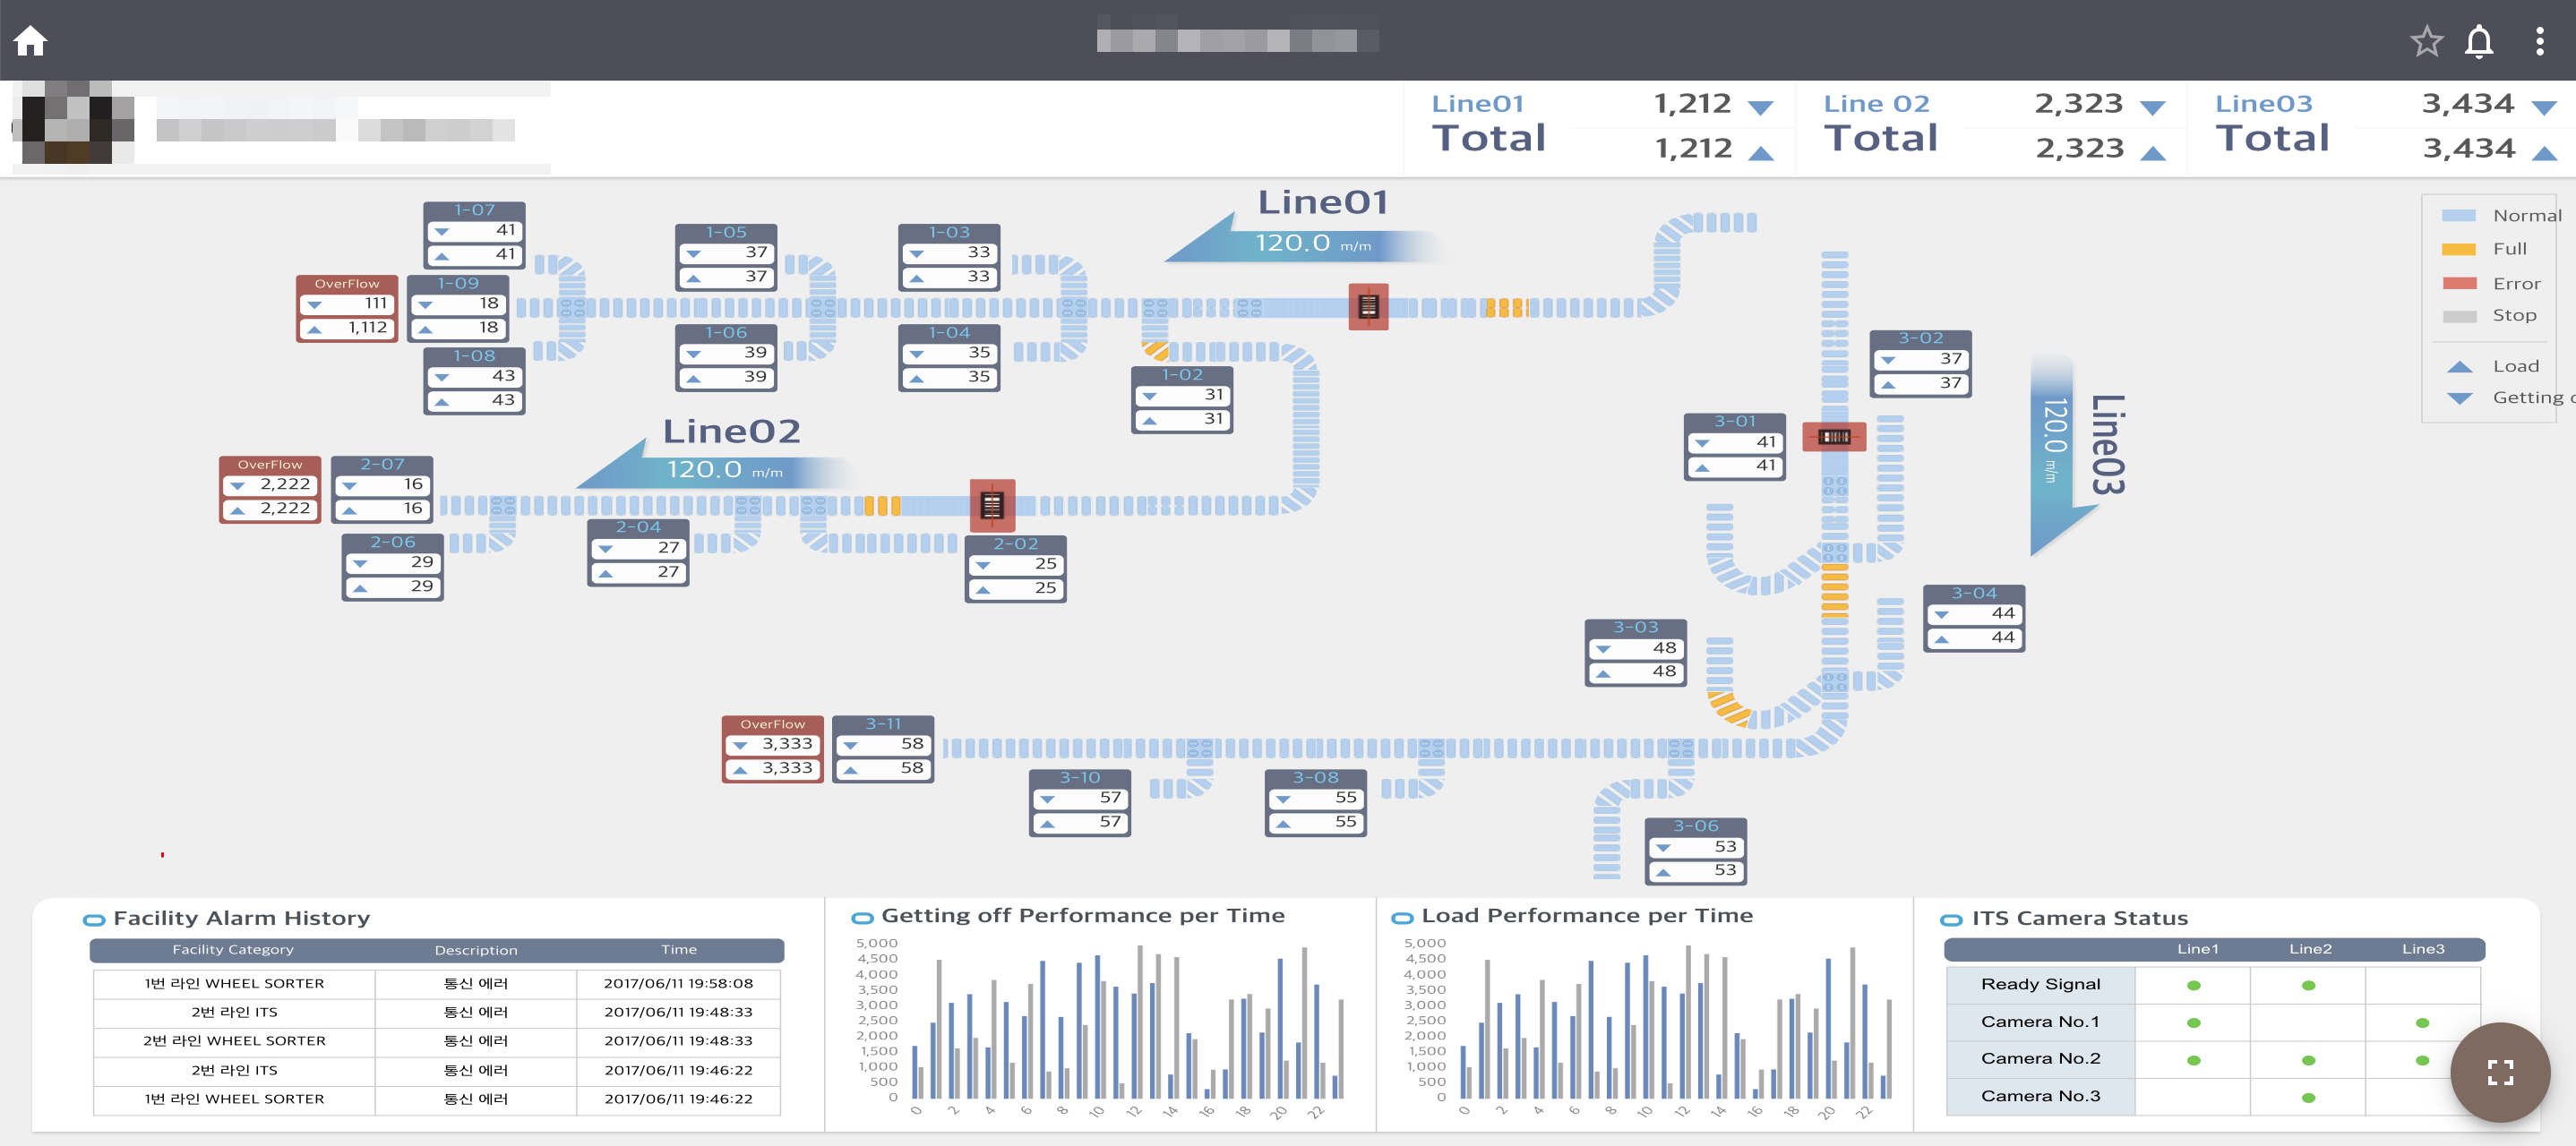 Line01
Total
1,212
1,212
Line 02
Total
2,323
2,323
Line03
Total
3,434
3,434
Normal
Full
Error
Stop
Load
Getting
Line01
120.0 m/m
1-07
41
41
1-05
37
37
1-03
33
33
OverFlow
111
1,112
1-09
18
18
1-08
43
43
1-06
39
39
1-04
35
35
1-02
31
31
Line02
120.0 m/m
OverFlow
2,222
2,222
2-07
16
16
2-06
29
29
2-04
27
27
2-02
25
25
3-02
37
37
3-01
41
41
Line03
120.0 m/m
3-04
44
44
3-03
48
48
OverFlow
3,333
3,333
3-11
58
58
3-10
57
57
3-08
55
55
3-06
53
53
Facility Alarm History
Facility Category Description Time
1번 라인 WHEEL SORTER 통신 에러 2017/06/11 19:58:08
2번 라인 ITS 통신 에러 2017/06/11 19:48:33
2번 라인 WHEEL SORTER 통신 에러 2017/06/11 19:48:33
2번 라인 ITS 통신 에러 2017/06/11 19:46:22
1번 라인 WHEEL SORTER 통신 에러 2017/06/11 19:46:22
Getting off Performance per Time
5,000
4,500
4,000
3,500
3,000
2,500
2,000
1,500
1,000
500
0
0 2 4 6 8 10 12 14 16 18 20 22
Load Performance per Time
5,000
4,500
4,000
3,500
3,000
2,500
2,000
1,500
1,000
500
0
0 2 4 6 8 10 12 14 16 18 20 22
ITS Camera Status
Line1 Line2 Line3
Ready Signal
Camera No.1
Camera No.2
Camera No.3